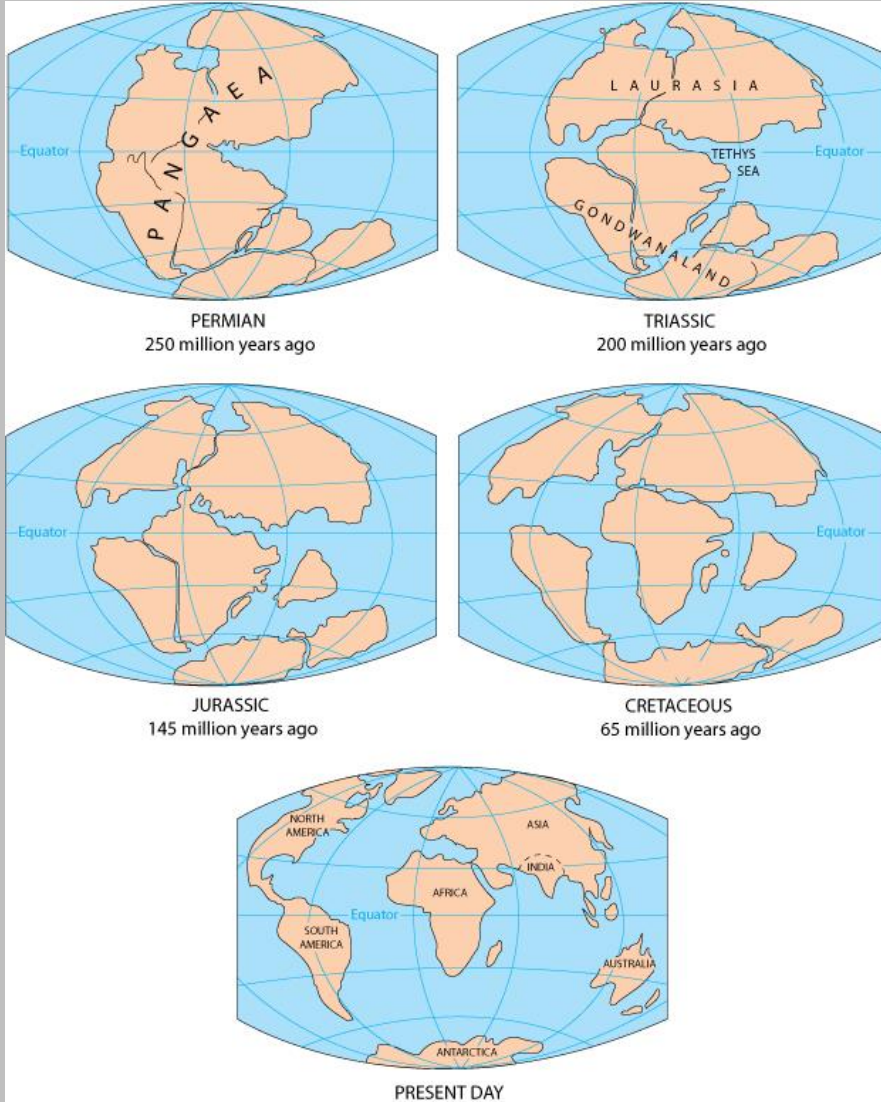 PANGAEA
Equator
PERMIAN
250 million years ago
LAURASIA
TETHYS
SEA
Equator
GONDWANALAND
TRIASSIC
200 million years ago
Equator
JURASSIC
145 million years ago
Equator
CRETACEOUS
65 million years ago
NORTH
AMERICA
ASIA
INDIA
AFRICA
Equator
SOUTH
AMERICA
AUSTRALIA
ANTARCTICA
PRESENT DAY